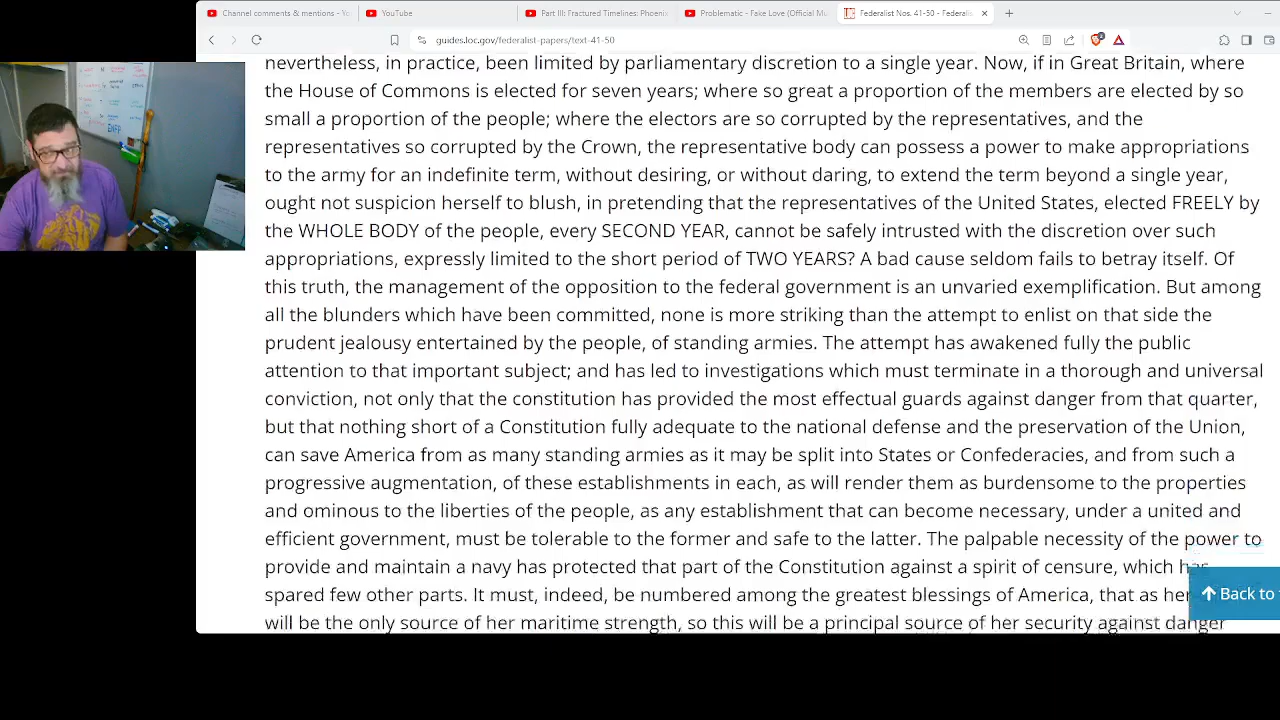 Channel comments & mentions - Yo
YouTube
Part III: Fractured Timelines: Phoenix
Problematic - Fake Love (Official Mu
Federalist Nos. 41-50 - Federalis
guides.loc.gov/federalist-papers/text-41-50
nevertheless, in practice, been limited by parliamentary discretion to a single year. Now, if in Great Britain, where
the House of Commons is elected for seven years; where so great a proportion of the members are elected by so
small a proportion of the people; where the electors are so corrupted by the representatives, and the
representatives so corrupted by the Crown, the representative body can possess a power to make appropriations
to the army for an indefinite term, without desiring, or without daring, to extend the term beyond a single year,
ought not suspicion herself to blush, in pretending that the representatives of the United States, elected FREELY by
the WHOLE BODY of the people, every SECOND YEAR, cannot be safely intrusted with the discretion over such
appropriations, expressly limited to the short period of TWO YEARS? A bad cause seldom fails to betray itself. Of
this truth, the management of the opposition to the federal government is an unvaried exemplification. But among
all the blunders which have been committed, none is more striking than the attempt to enlist on that side the
prudent jealousy entertained by the people, of standing armies. The attempt has awakened fully the public
attention to that important subject; and has led to investigations which must terminate in a thorough and universal
conviction, not only that the constitution has provided the most effectual guards against danger from that quarter,
but that nothing short of a Constitution fully adequate to the national defense and the preservation of the Union,
can save America from as many standing armies as it may be split into States or Confederacies, and from such a
progressive augmentation, of these establishments in each, as will render them as burdensome to the properties
and ominous to the liberties of the people, as any establishment that can become necessary, under a united and
efficient government, must be tolerable to the former and safe to the latter. The palpable necessity of the power to
provide and maintain a navy has protected that part of the Constitution against a spirit of censure, which has
spared few other parts. It must, indeed, be numbered among the greatest blessings of America, that as her
Back to
will be the only source of her maritime strength, so this will be a principal source of her security against danger